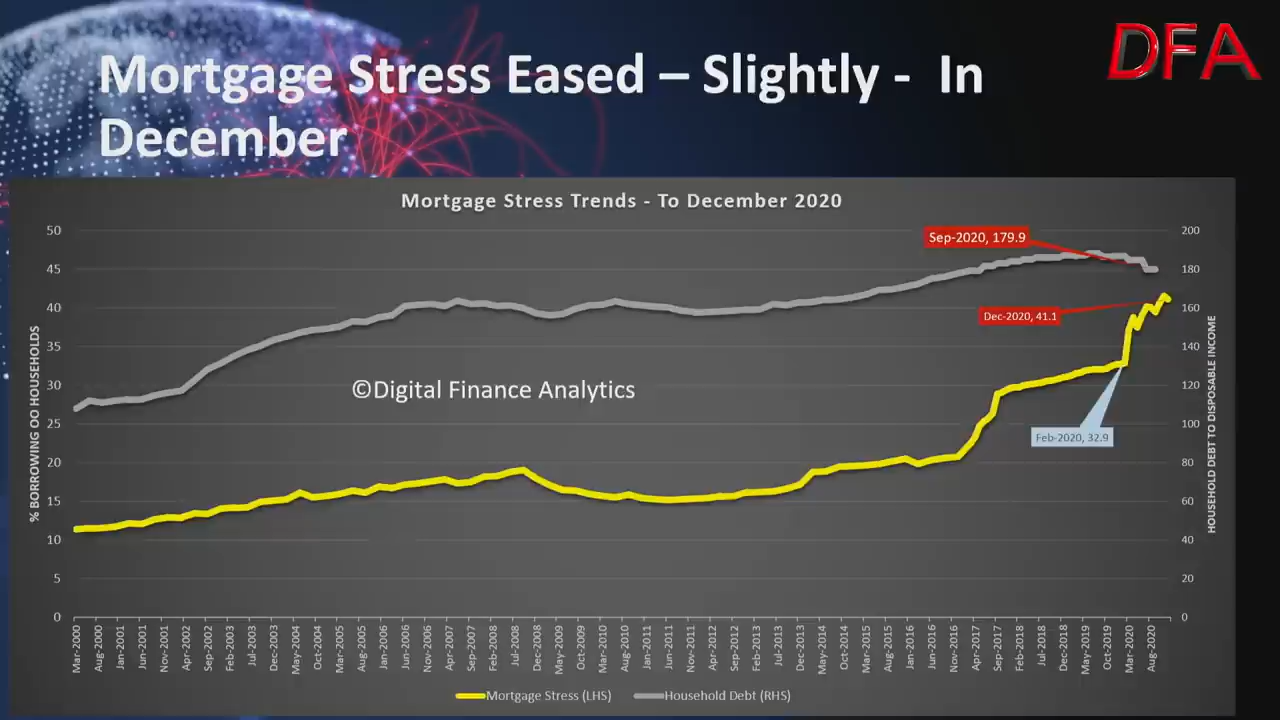 DFA
Mortgage Stress Eased – Slightly - In
December
Mortgage Stress Trends - To December 2020
50
45
40
35
30
25
20
15
10
5
0
% BORROWING OO HOUSEHOLDS
200
180
160
140
120
100
80
60
40
20
0
HOUSEHOLD DEBT TO DISPOSABLE INCOME
Sep-2020, 179.9
Dec-2020, 41.1
©Digital Finance Analytics
Feb-2020, 32.9
Mar-2000
Aug-2000
Jan-2001
Jun-2001
Nov-2001
Apr-2002
Sep-2002
Feb-2003
Jul-2003
Dec-2003
May-2004
Oct-2004
Mar-2005
Aug-2005
Jan-2006
Jun-2006
Nov-2006
Apr-2007
Sep-2007
Feb-2008
Jul-2008
Dec-2008
May-2009
Oct-2009
Mar-2010
Aug-2010
Jan-2011
Jun-2011
Nov-2011
Apr-2012
Sep-2012
Feb-2013
Jul-2013
Dec-2013
May-2014
Oct-2014
Mar-2015
Aug-2015
Jan-2016
Jun-2016
Nov-2016
Apr-2017
Sep-2017
Feb-2018
Jul-2018
Dec-2018
May-2019
Oct-2019
Mar-2020
Aug-2020
Mortgage Stress (LHS)
Household Debt (RHS)